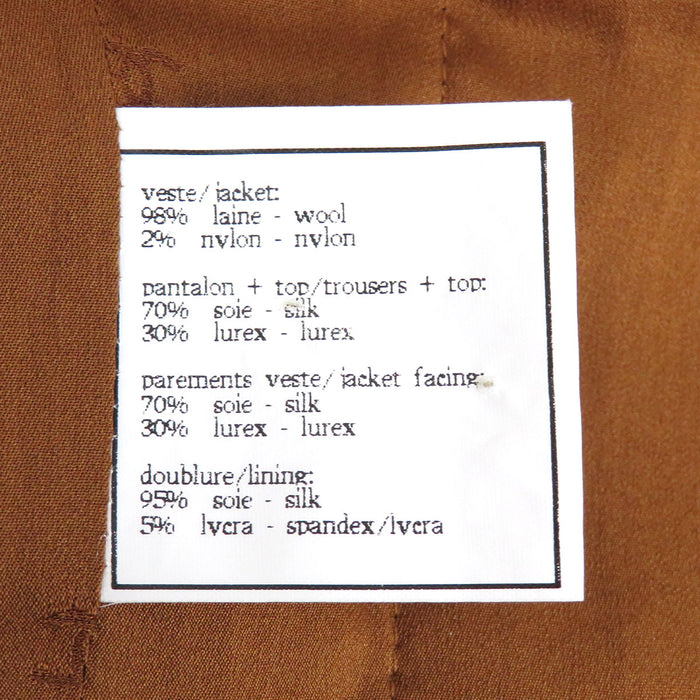 veste/jacket:
98% laine - wool
2% nylon - nylon
pantalon + top/trousers + top:
70% soie - silk
30% lurex - lurex
parements veste/jacket facing:
70% soie - silk
30% lurex - lurex
doublure/lining:
95% soie - silk
5% lycra - spandex/lycra